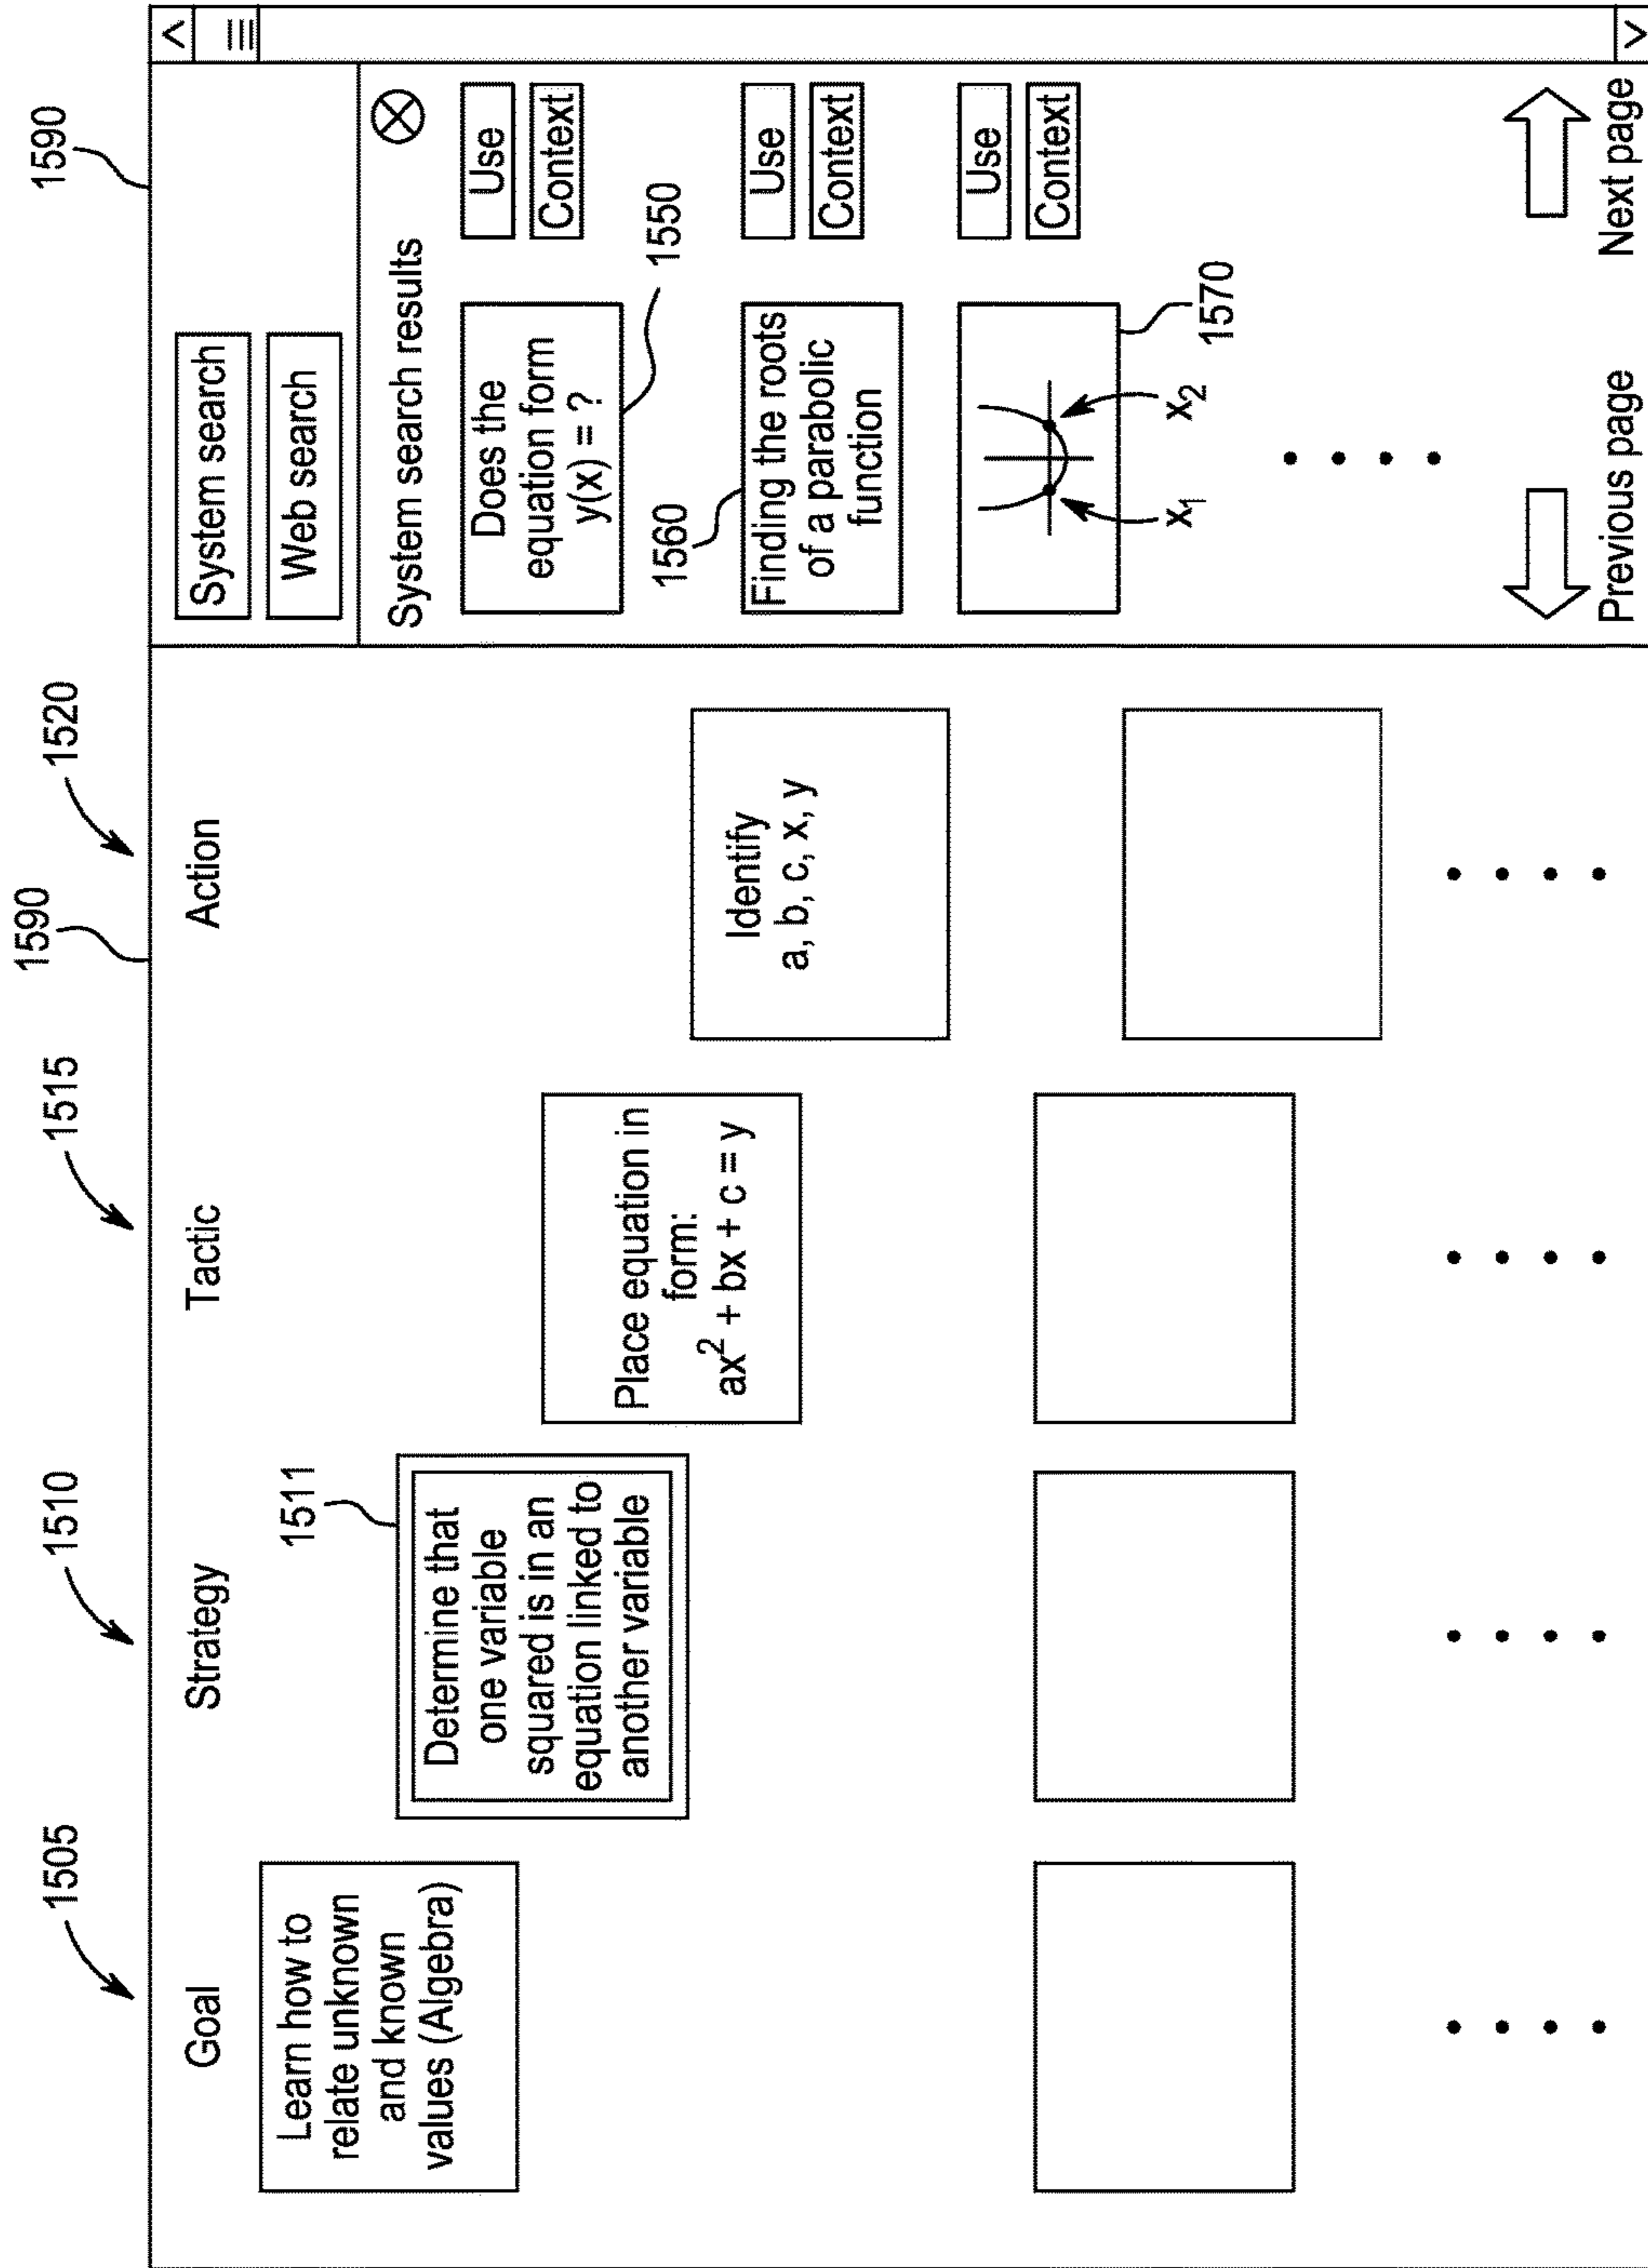 1505
1510
1515
1520
1590
1590
Goal
Strategy
Tactic
Action
Learn how to
relate unknown
and known
values (Algebra)
1511
Determine that
one variable
squared is in an
equation linked to
another variable
Place equation in
form:
ax² + bx + c = y
Identify
a, b, c, x, y
System search
Web search
System search results
Does the
equation form
y(x) = ?
Use
Context
1550
1560
Finding the roots
of a parabolic
function
Use
Context
Use
Context
x₁
x₂
1570
Previous page
Next page